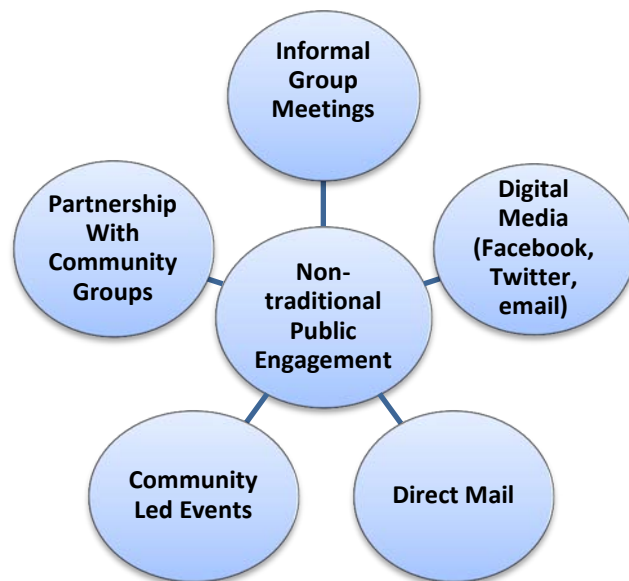 Informal
Group
Meetings
Partnership
With
Community
Groups
Digital
Media
(Facebook,
Twitter,
email)
Non-
traditional
Public
Engagement
Community
Led Events
Direct Mail